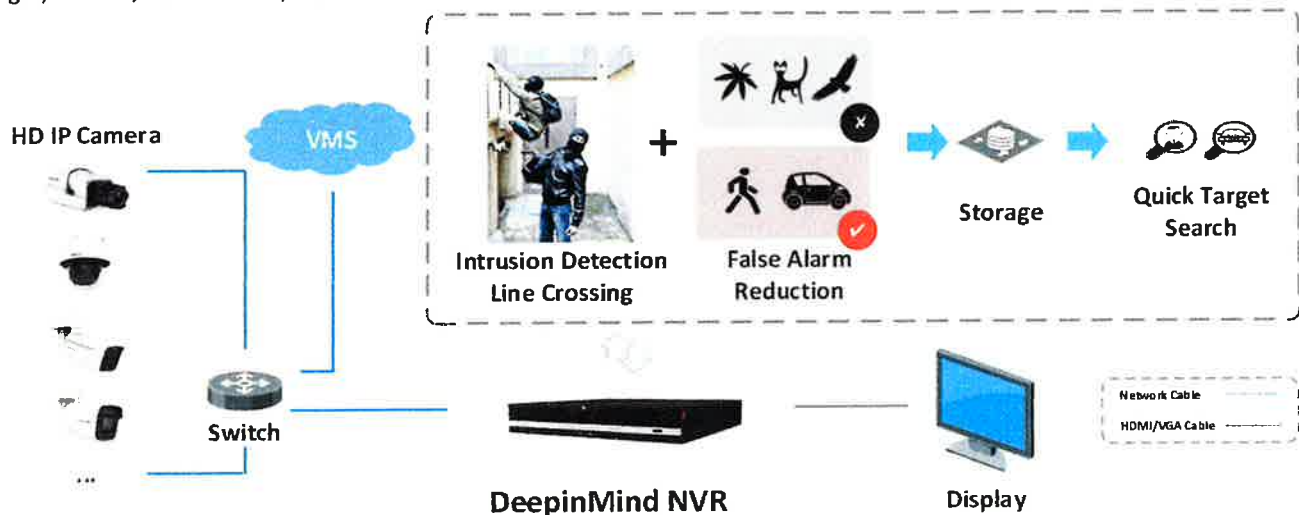 HD IP Camera
VMS
Intrusion Detection
Line Crossing
+
False Alarm
Reduction
Storage
Quick Target
Search
Switch
DeepinMind NVR
Display
Network Cable
HDMI/VGA Cable
...